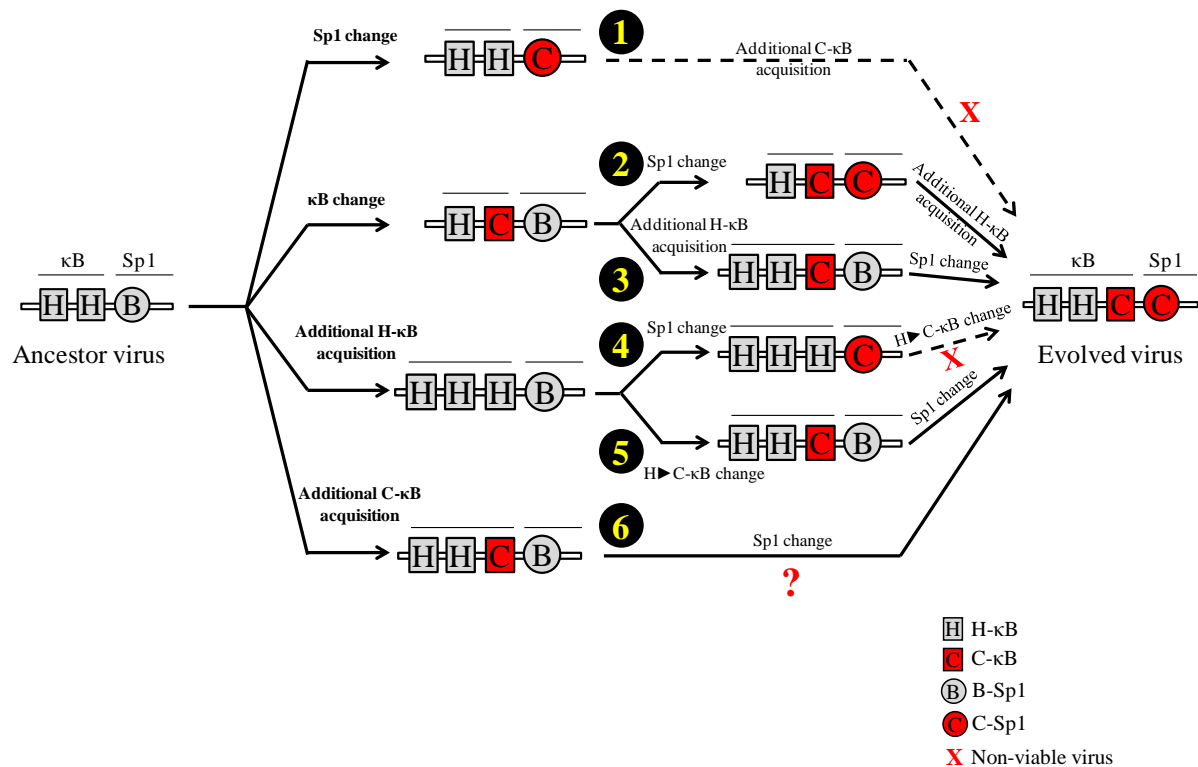 Sp1 change
H H C
1
Additional C-κB
acquisition
X
κB change
H C B
2
Sp1 change
H C C
Additional H-κB
acquisition
Additional H-κB
acquisition
3
H H C B
Sp1 change
κB Sp1
H H B
Ancestor virus
κB Sp1
H H C C
Evolved virus
Additional H-κB
acquisition
H H H B
4
Sp1 change
H H H C
H►C-κB change
X
5
H►C-κB change
H H C B
Sp1 change
Additional C-κB
acquisition
H H C B
6
Sp1 change
?
H H-κB
C C-κB
B B-Sp1
C C-Sp1
X Non-viable virus